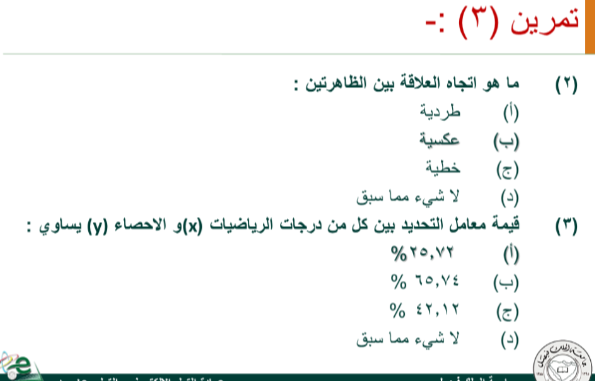 تمرين (٣) :-
(٢) ما هو اتجاه العلاقة بين الظاهرتين :
(أ) طردية
(ب) عكسية
(ج) خطية
(د) لا شيء مما سبق
(٣) قيمة معامل التحديد بين كل من درجات الرياضيات (x)و الاحصاء (y) يساوي :
(أ) ٢٥,٧٢ %
(ب) ٦٥,٧٤ %
(ج) ٤٢,١٢ %
(د) لا شيء مما سبق